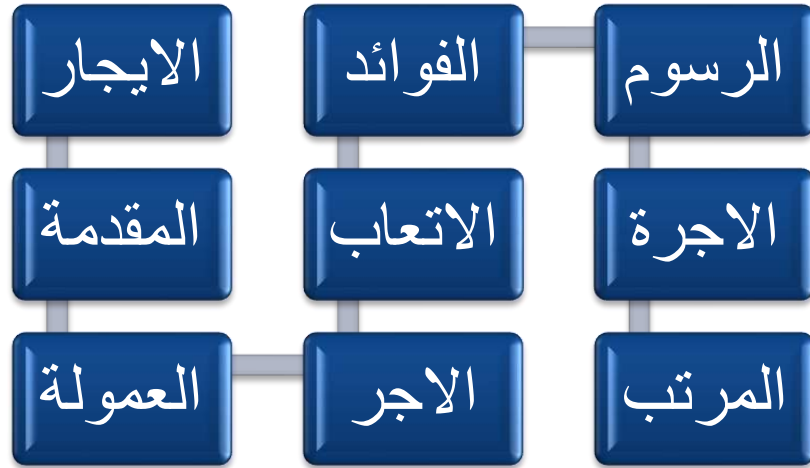 الرسوم
الفوائد
الايجار
الاجرة
الاتعاب
المقدمة
المرتب
الاجر
العمولة